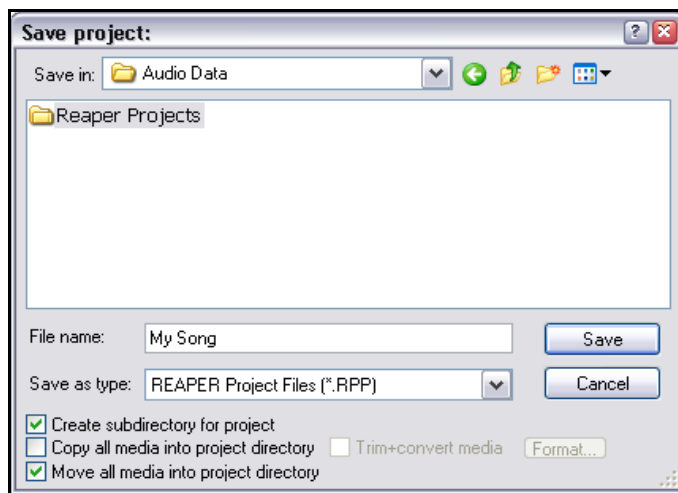 Save project:
Save in: Audio Data
Reaper Projects
File name: My Song Save
Save as type: REAPER Project Files (*.RPP) Cancel
Create subdirectory for project
Copy all media into project directory Trim+convert media Format...
Move all media into project directory